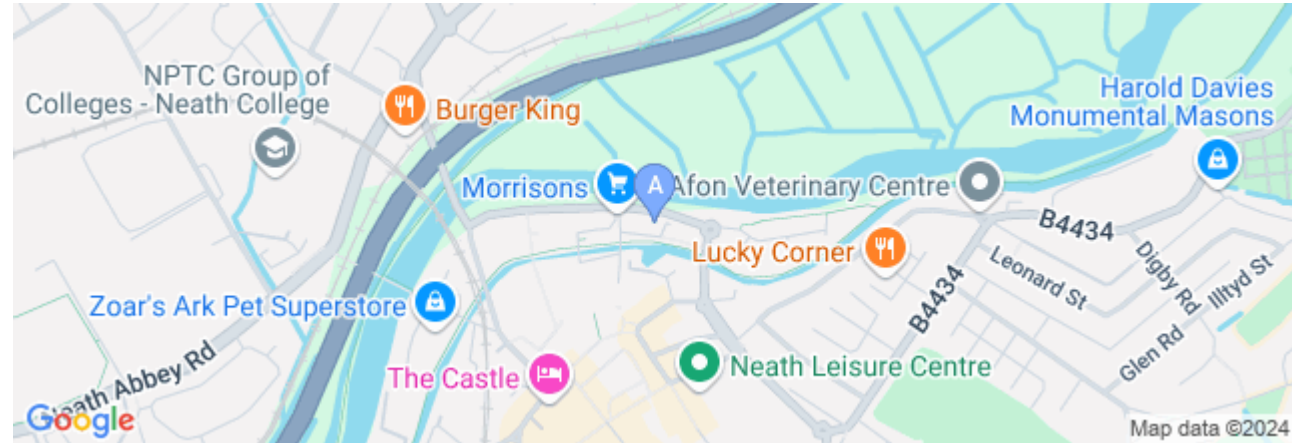 NPTC Group of
Colleges - Neath College
Burger King
Harold Davies
Monumental Masons
Morrisons
A
Afon Veterinary Centre
B4434
Lucky Corner
Leonard St
Digby Rd
Illtyd St
Zoar's Ark Pet Superstore
B4434
Glen Rd
Neath Abbey Rd
The Castle
Neath Leisure Centre
Google
Map data ©2024